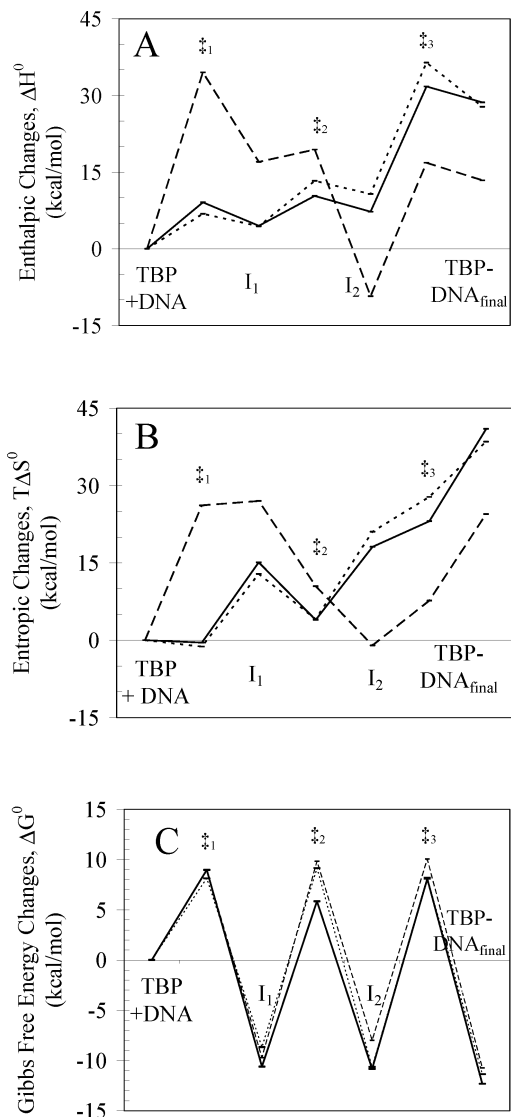 Enthalpic Changes, ΔH⁰
(kcal/mol)
45
30
15
0
-15
A
‡₁
‡₂
‡₃
TBP
+DNA
I₁
I₂
TBP-
DNA_final
Entropic Changes, TΔS⁰
(kcal/mol)
45
30
15
0
-15
B
‡₁
‡₂
‡₃
TBP
+ DNA
I₁
I₂
TBP-
DNA_final
Gibbs Free Energy Changes, ΔG⁰
(kcal/mol)
15
10
5
0
-5
-10
-15
C
‡₁
‡₂
‡₃
TBP
+DNA
I₁
I₂
TBP-
DNA_final